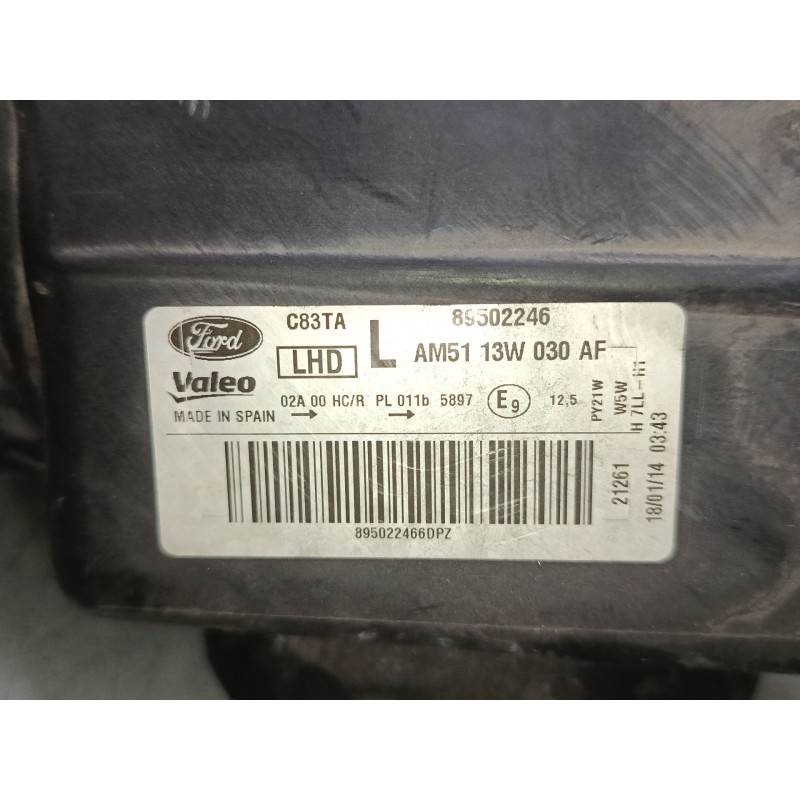 C83TA 89502246
Ford
LHD L AM51 13W 030 AF
Valeo
02A 00 HC/R PL 011b 5897 E9 12,5
MADE IN SPAIN
895022466DPZ
PY21W
W5W
H 7LL-H1
21261
18/01/14 03:43